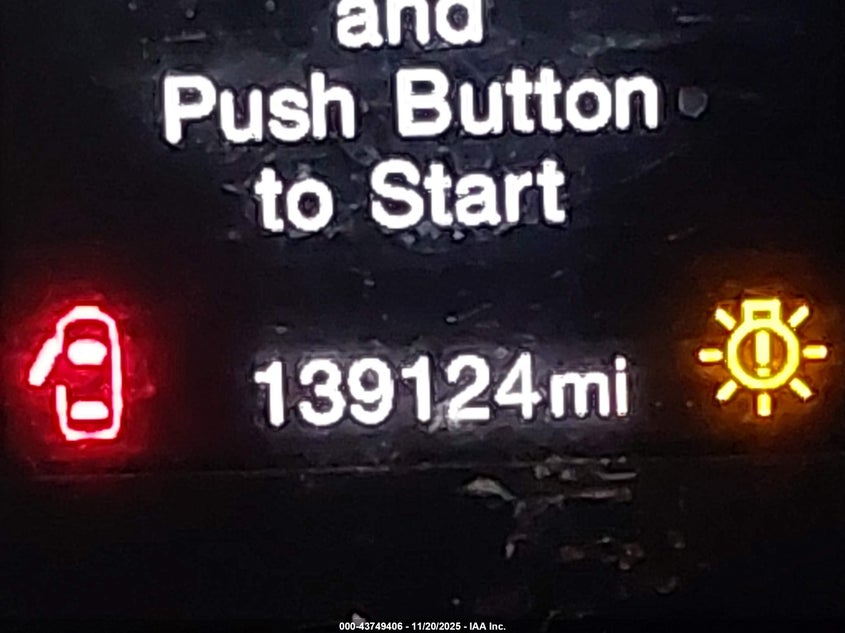 and
Push Button
to Start
139124mi
000-43749406 - 11/20/2025 - IAA Inc.